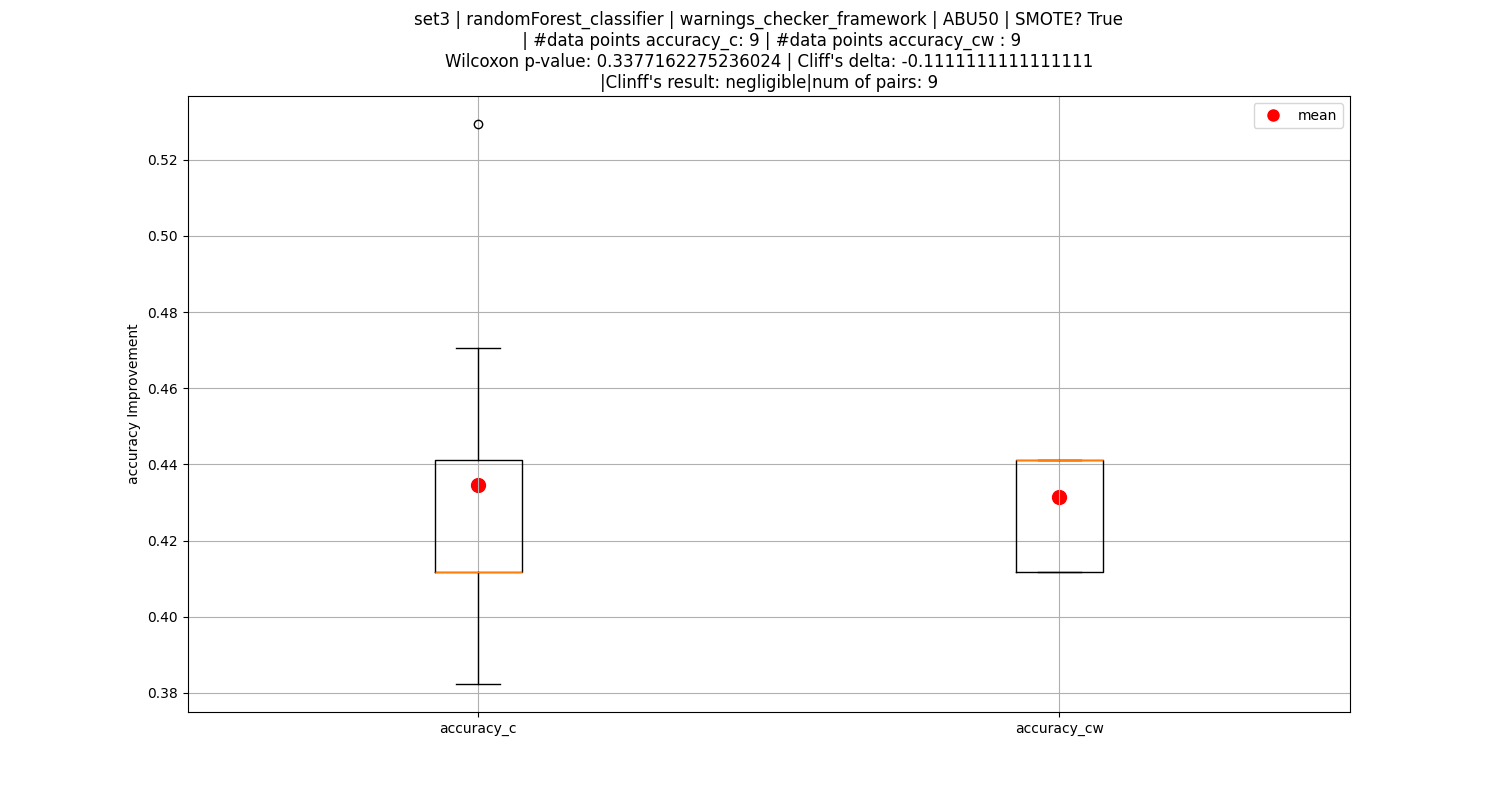 set3 | randomForest_classifier | warnings_checker_framework | ABU50 | SMOTE? True
| #data points accuracy_c: 9 | #data points accuracy_cw : 9
Wilcoxon p-value: 0.3377162275236024 | Cliff's delta: -0.1111111111111111
|Clinff's result: negligible|num of pairs: 9
mean
0.52
0.50
0.48
0.46
0.44
0.42
0.40
0.38
accuracy Improvement
accuracy_c
accuracy_cw